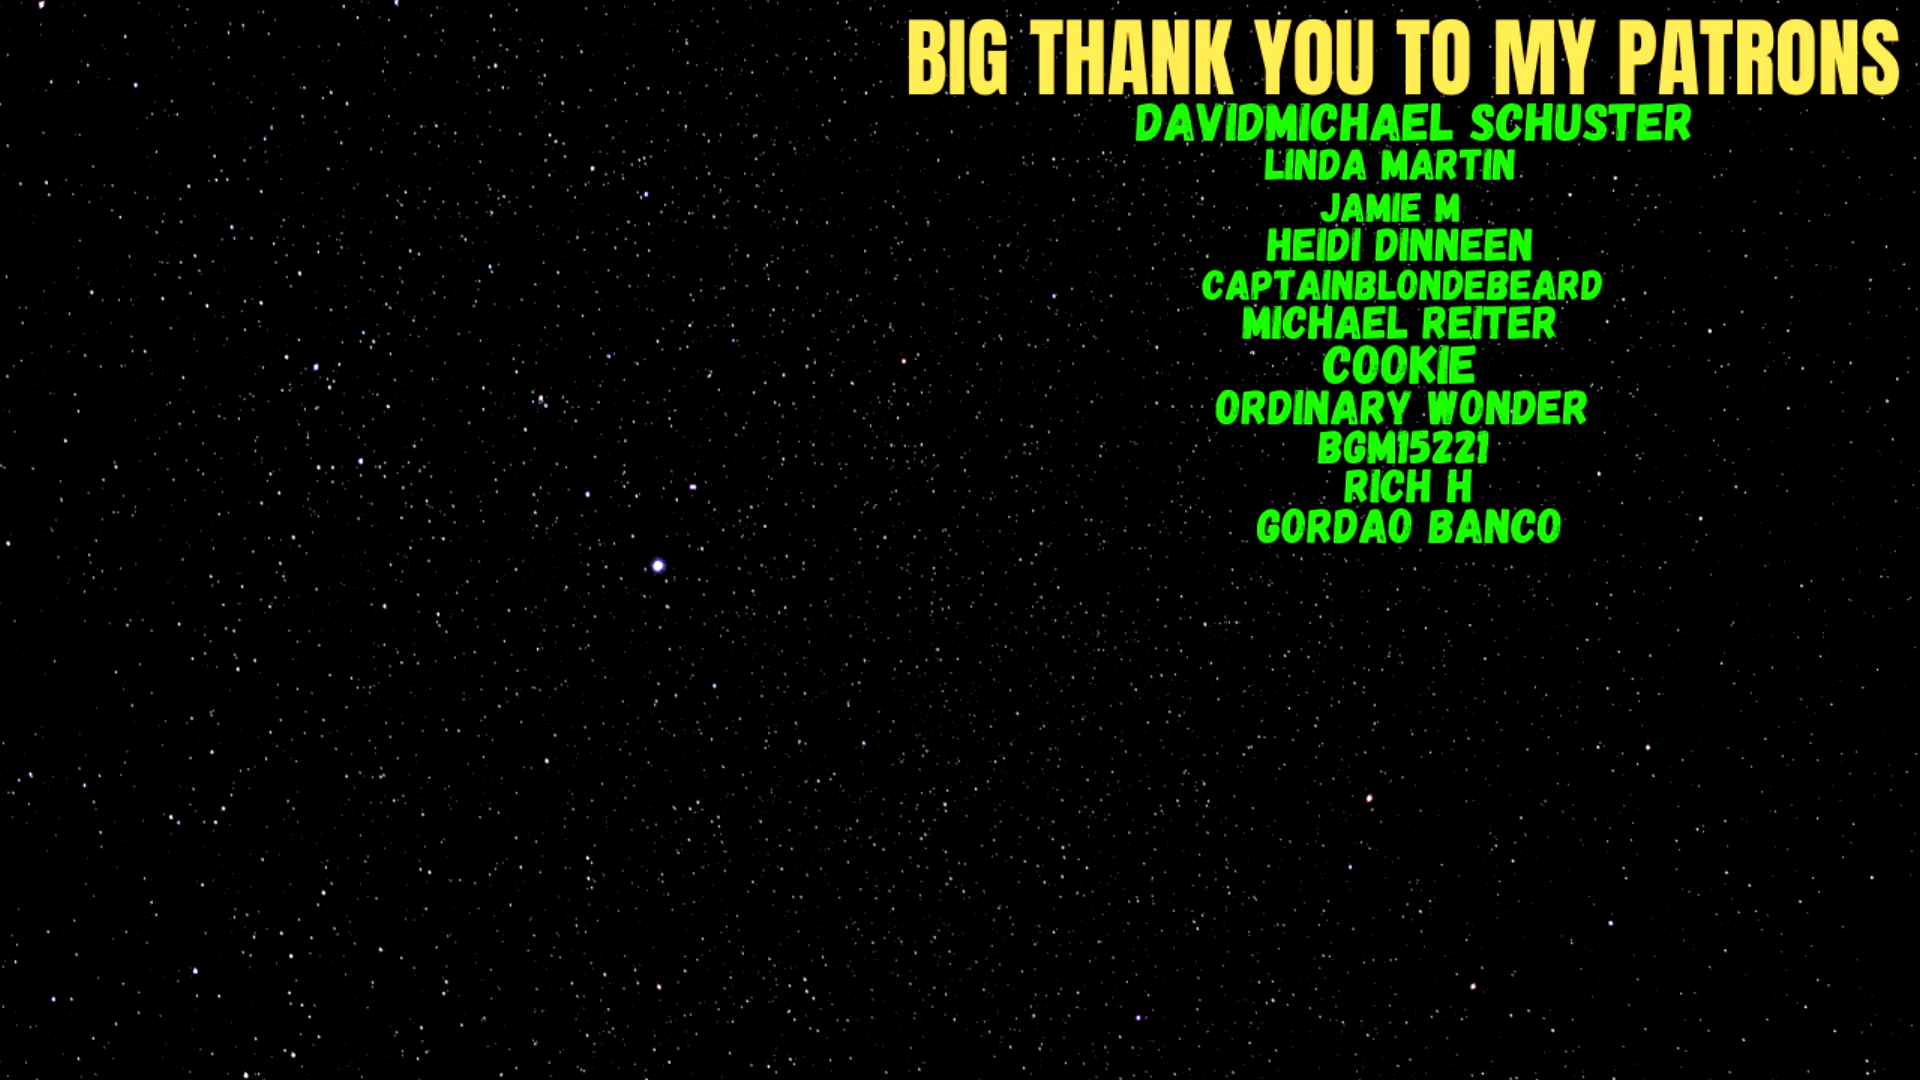 BIG THANK YOU TO MY PATRONS
DAVIDMICHAEL SCHUSTER
LINDA MARTIN
JAMIE M
HEIDI DINNEEN
CAPTAINBLONDEBEARD
MICHAEL REITER
COOKIE
ORDINARY WONDER
BGM15221
RICH H
GORDAO BANCO